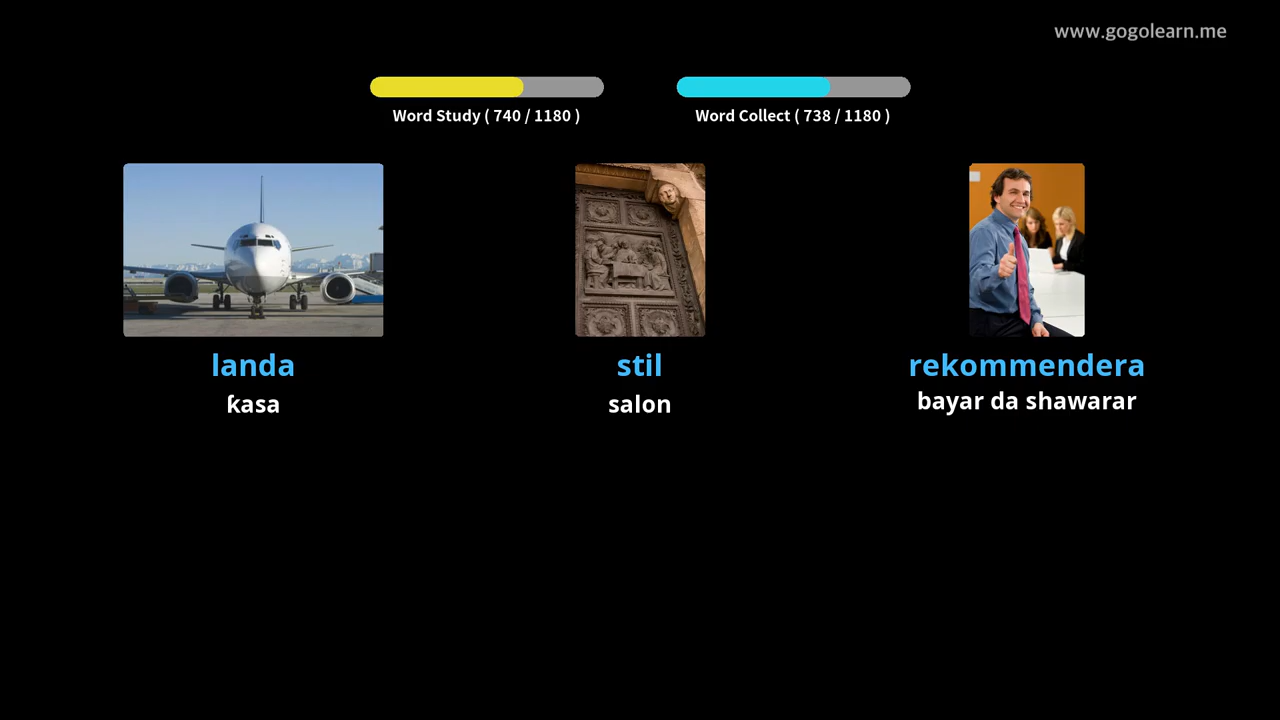 www.gogolearn.me
Word Study ( 740 / 1180 )
Word Collect ( 738 / 1180 )
landa
stil
rekommendera
ƙasa
salon
bayar da shawarar